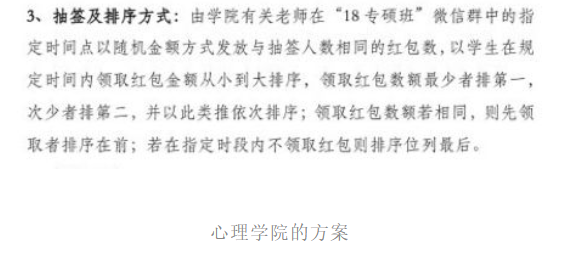 3、抽签及排序方式：由学院有关老师在“18专硕班”微信群中的指
定时间点以随机金额方式发放与抽签人数相同的红包数，以学生在规
定时间内领取红包金额从小到大排序，领取红包数额最少者排第一，
次少者排第二，并以此类推依次排序；领取红包数额若相同，则先领
取者排序在前；若在指定时段内不领取红包则排序位列最后。
心理学院的方案